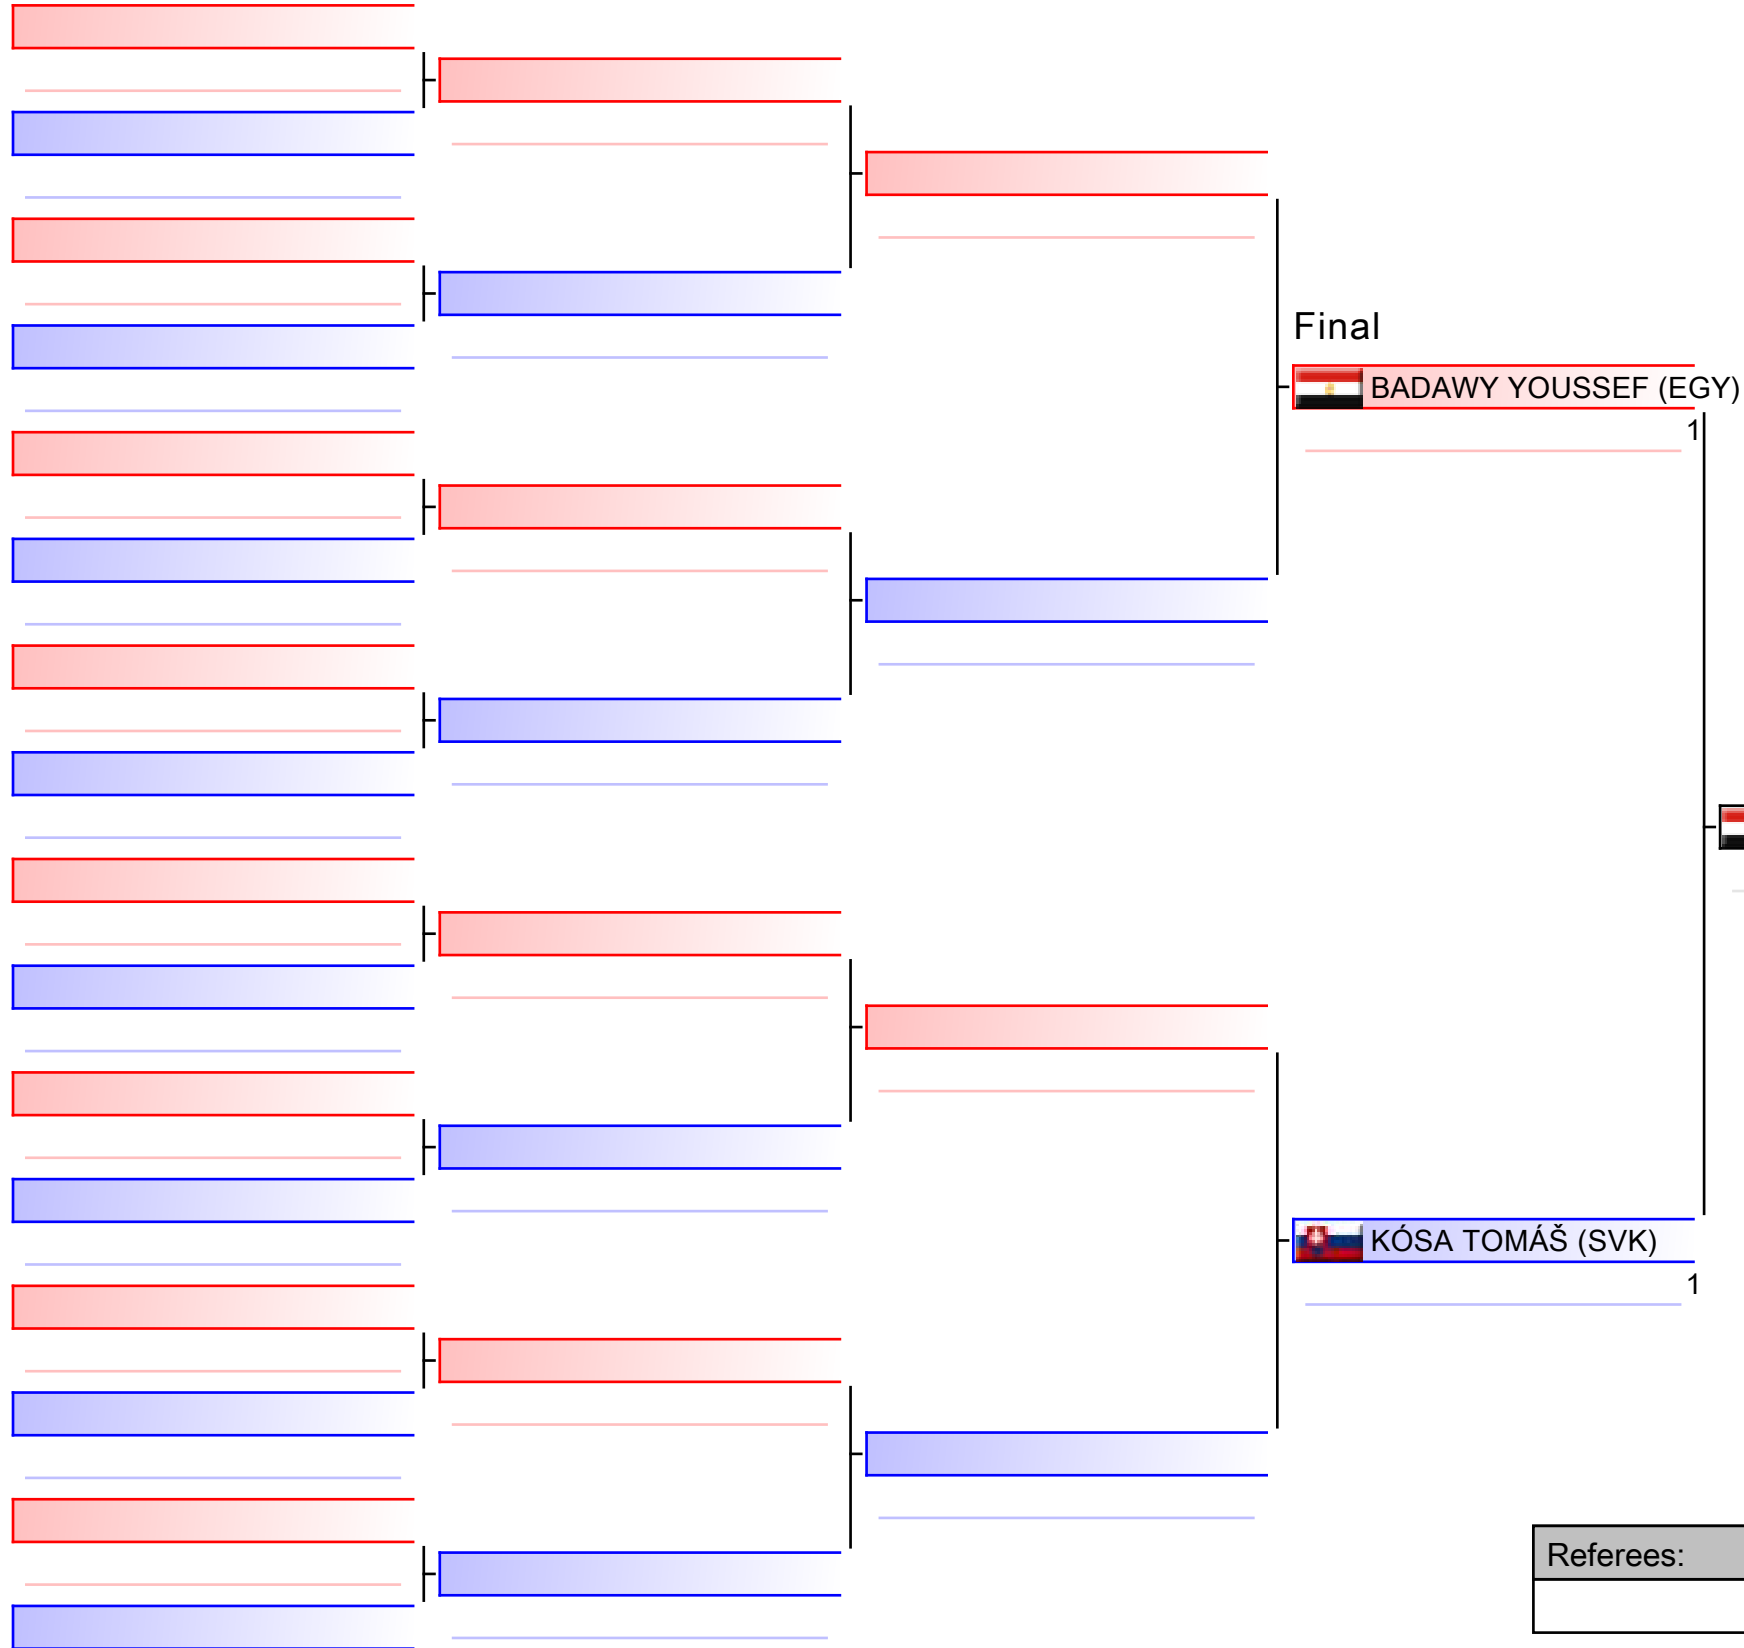 Final
BADAWY YOUSSEF (EGY)
1
KÓSA TOMÁŠ (SVK)
1
Referees: